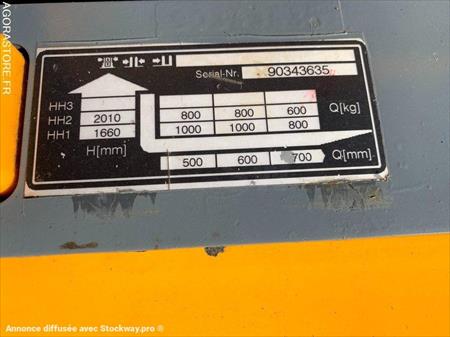 AGORASTORE.FR
Serial-Nr. 90343635
HH3
HH2 2010 800 800 600 Q[kg]
HH1 1660 1000 1000 800
H[mm] 500 600 700 Q[mm]
Annonce diffusée avec Stockway.pro ®